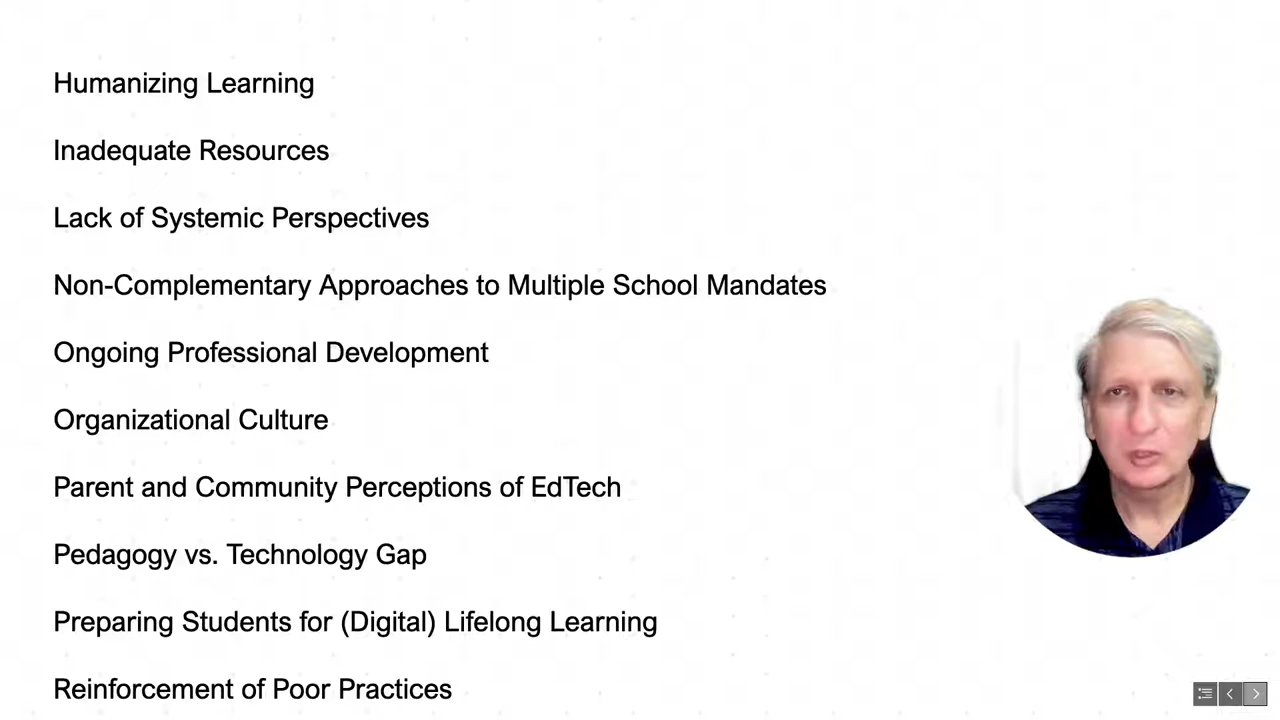 Humanizing Learning
Inadequate Resources
Lack of Systemic Perspectives
Non-Complementary Approaches to Multiple School Mandates
Ongoing Professional Development
Organizational Culture
Parent and Community Perceptions of EdTech
Pedagogy vs. Technology Gap
Preparing Students for (Digital) Lifelong Learning
Reinforcement of Poor Practices